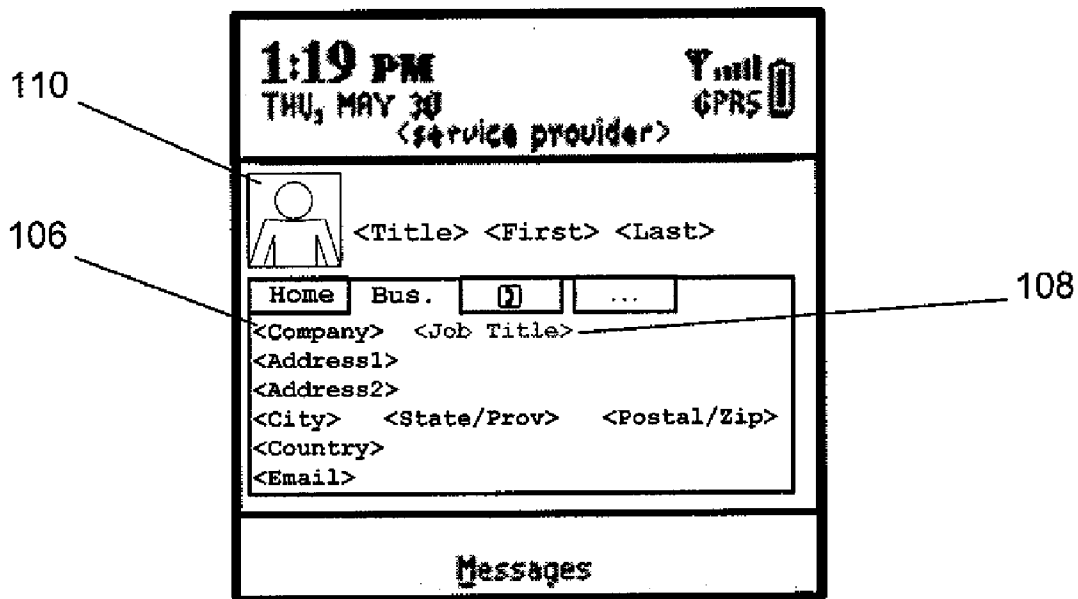 1:19 PM
THU, MAY 30
GPRS
<service provider>
110
<Title> <First> <Last>
106
Home Bus. ...
108
<Company> <Job Title>
<Address1>
<Address2>
<City> <State/Prov> <Postal/Zip>
<Country>
<Email>
Messages